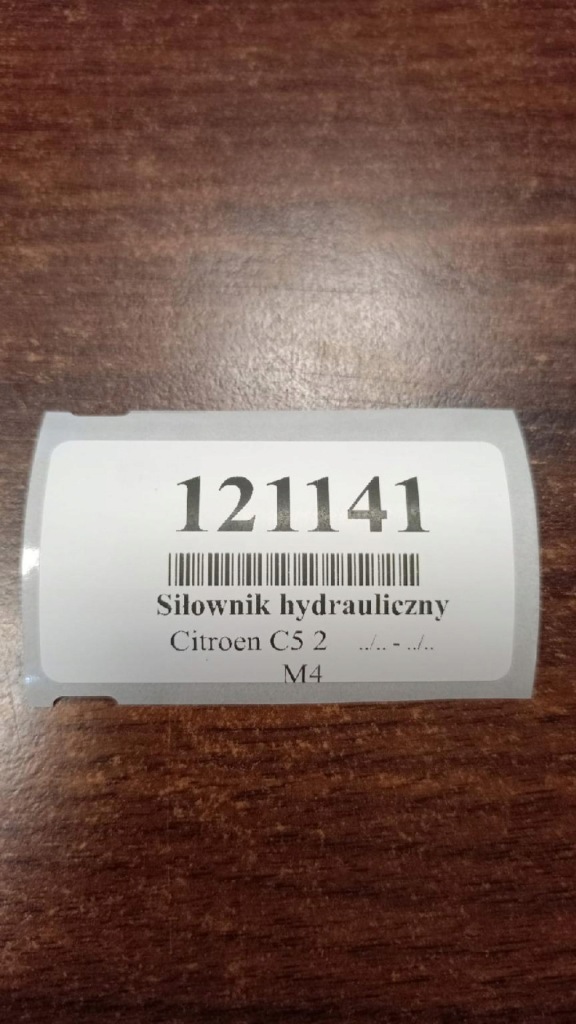 121141
Siłownik hydrauliczny
Citroen C5 2 ../.. - ../..
M4